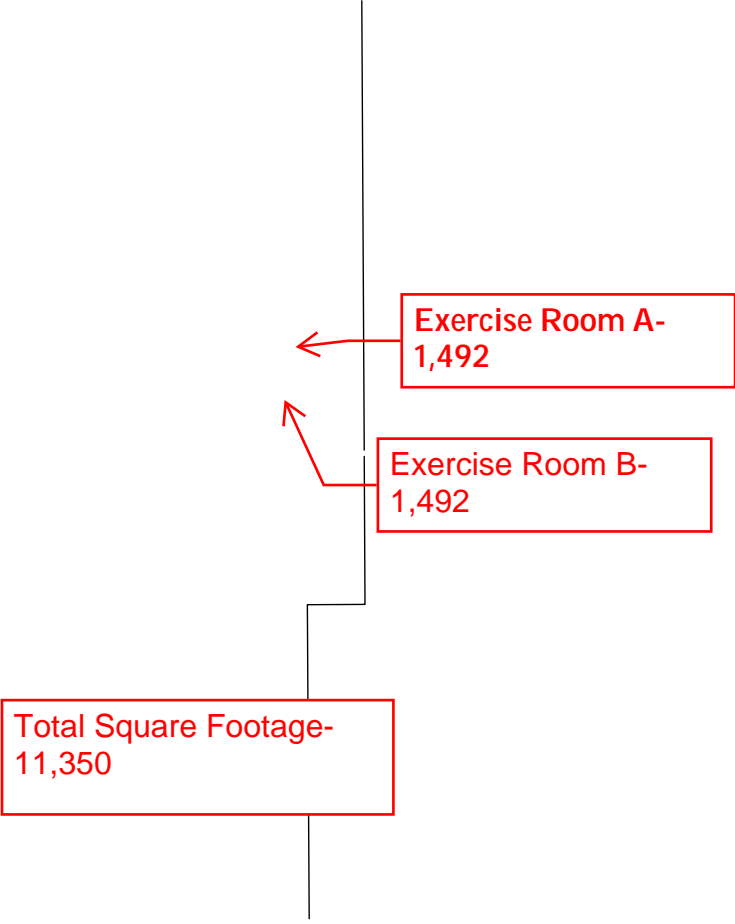 Exercise Room A-
1,492
Exercise Room B-
1,492
Total Square Footage-
11,350